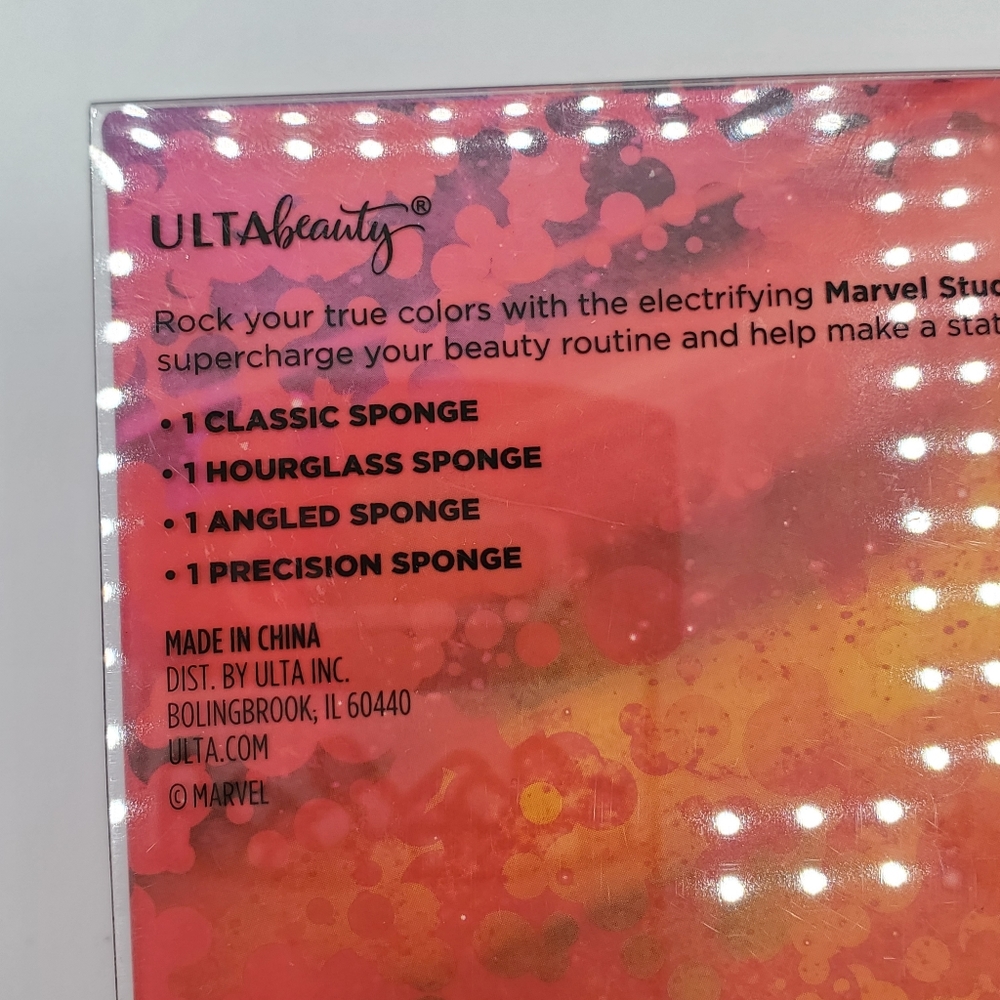 ULTAbeauty®
Rock your true colors with the electrifying Marvel
supercharge your beauty routine and help make a
• 1 CLASSIC SPONGE
• 1 HOURGLASS SPONGE
• 1 ANGLED SPONGE
• 1 PRECISION SPONGE
MADE IN CHINA
DIST. BY ULTA INC.
BOLINGBROOK, IL 60440
ULTA.COM
© MARVEL